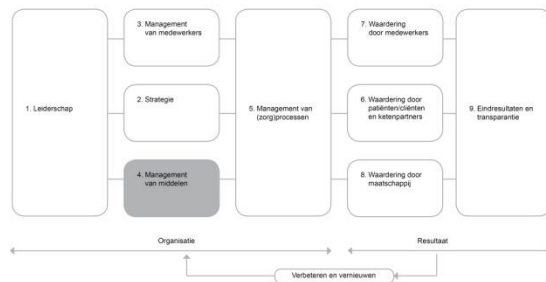 3. Management
van medewerkers
7. Waardering
door medewerkers
1. Leiderschap
2. Strategie
5. Management van
(zorg)processen
6. Waardering door
patiënten/cliënten
en ketenpartners
9. Eindresultaten en
transparantie
4. Management
van middelen
8. Waardering door
maatschappij
Organisatie
Resultaat
Verbeteren en vernieuwen